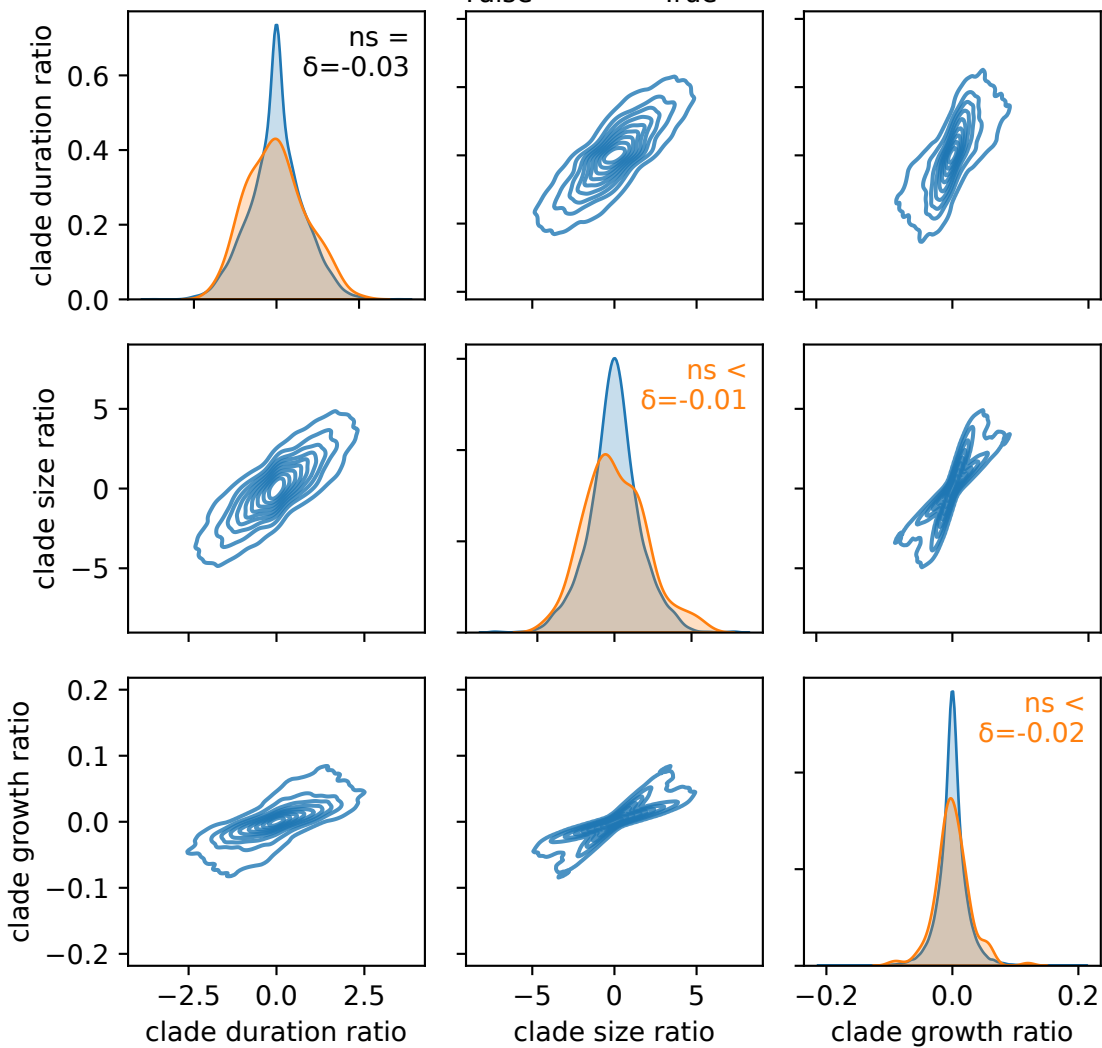 clade duration ratio
0.6
0.4
0.2
0.0
ns =
δ=-0.03
clade size ratio
5
0
−5
ns <
δ=-0.01
clade growth ratio
0.2
0.1
0.0
−0.1
−0.2
ns <
δ=-0.02
−2.5 0.0 2.5
−5 0 5
−0.2 0.0 0.2
clade duration ratio
clade size ratio
clade growth ratio